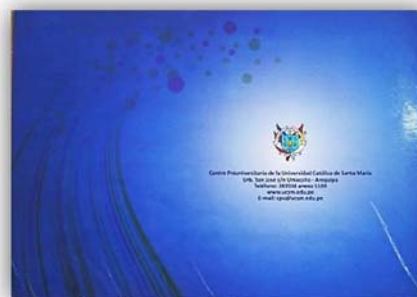 Centro Preuniversitario de la Universidad Católica de Santa María
Urb. San José s/n Umacollo - Arequipa
Teléfono: anexo
www.ucsm.edu.pe
E-mail: cpu@ucsm.edu.pe